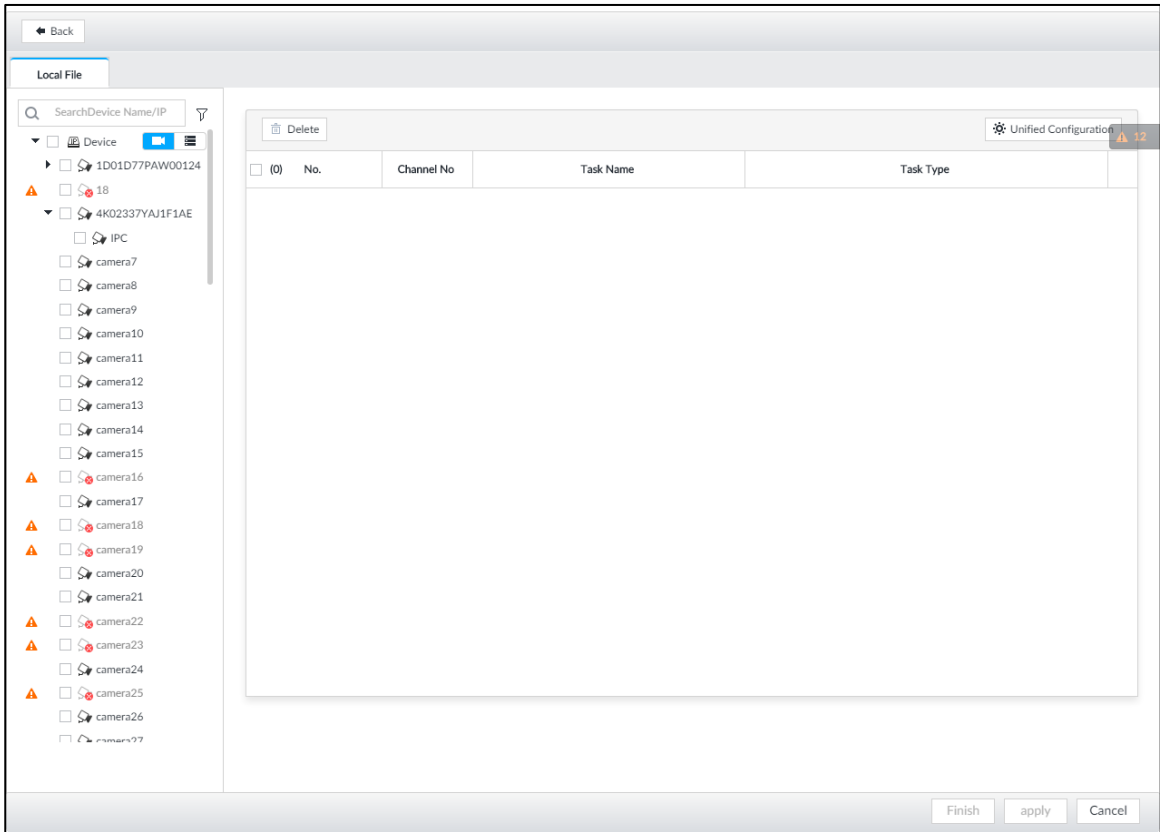 Back
Local File
SearchDevice Name/IP
Delete
Unified Configuration
12
Device
(0) No. Channel No Task Name Task Type
1D01D77PAW00124
18
4K02337YAJ1F1AE
IPC
camera7
camera8
camera9
camera10
camera11
camera12
camera13
camera14
camera15
camera16
camera17
camera18
camera19
camera20
camera21
camera22
camera23
camera24
camera25
camera26
camera27
Finish apply Cancel